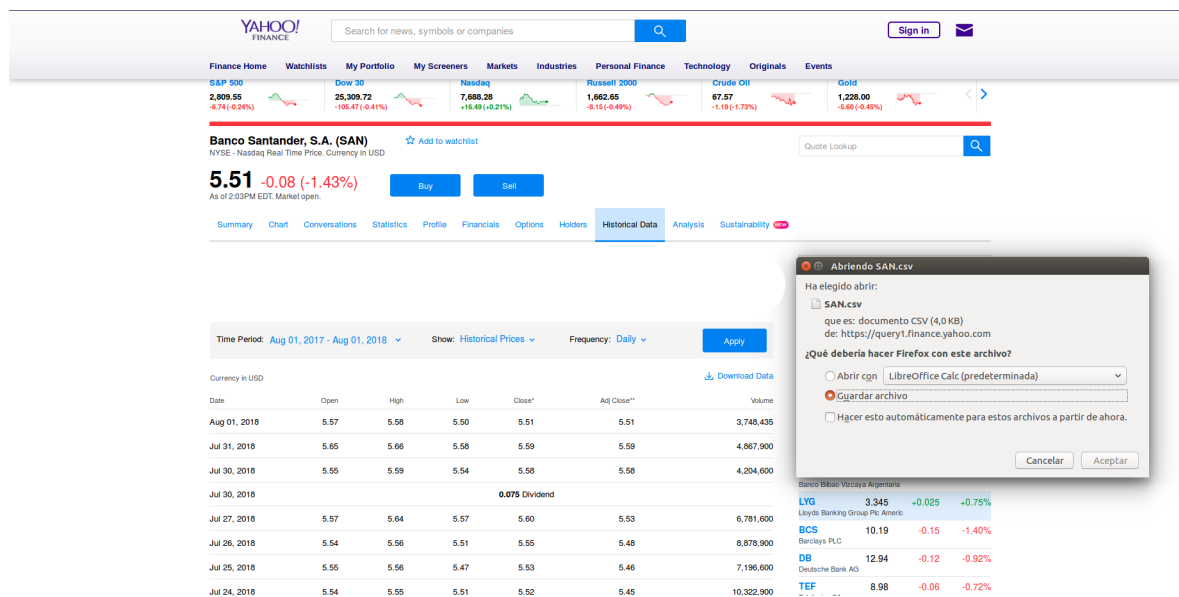 YAHOO!
FINANCE
Search for news, symbols or companies
Sign in
Finance Home Watchlists My Portfolio My Screeners Markets Industries Personal Finance Technology Originals Events
S&P 500 Dow 30 Nasdaq Russell 2000 Crude Oil Gold
2,809.55 25,309.72 7,688.28 1,662.65 67.57 1,228.00
-6.74 (-0.24%) -105.47 (-0.41%) +16.49 (+0.21%) -8.15 (-0.49%) -1.19 (-1.73%) -5.60 (-0.45%)
Banco Santander, S.A. (SAN) Add to watchlist
NYSE - Nasdaq Real Time Price. Currency in USD
Quote Lookup
5.51 -0.08 (-1.43%)
As of 2:03PM EDT. Market open.
Buy Sell
Summary Chart Conversations Statistics Profile Financials Options Holders Historical Data Analysis Sustainability NEW
Time Period: Aug 01, 2017 - Aug 01, 2018 Show: Historical Prices Frequency: Daily Apply
Currency in USD Download Data
Date Open High Low Close* Adj Close** Volume
Aug 01, 2018 5.57 5.58 5.50 5.51 5.51 3,748,435
Jul 31, 2018 5.65 5.66 5.58 5.59 5.59 4,867,900
Jul 30, 2018 5.55 5.59 5.54 5.58 5.58 4,204,600
Jul 30, 2018 0.075 Dividend
Jul 27, 2018 5.57 5.64 5.57 5.60 5.53 6,781,600
Jul 26, 2018 5.54 5.56 5.51 5.55 5.48 8,878,900
Jul 25, 2018 5.55 5.56 5.47 5.53 5.46 7,196,600
Jul 24, 2018 5.54 5.55 5.51 5.52 5.45 10,322,900
Abriendo SAN.csv
Ha elegido abrir:
SAN.csv
que es: documento CSV (4,0 KB)
de: https://query1.finance.yahoo.com
¿Qué debería hacer Firefox con este archivo?
Abrir con LibreOffice Calc (predeterminada)
Guardar archivo
Hacer esto automáticamente para estos archivos a partir de ahora.
Cancelar Aceptar
Banco Bilbao Vizcaya Argentaria
LYG 3.345 +0.025 +0.75%
Lloyds Banking Group Plc Americ
BCS 10.19 -0.15 -1.40%
Barclays PLC
DB 12.94 -0.12 -0.92%
Deutsche Bank AG
TEF 8.98 -0.06 -0.72%